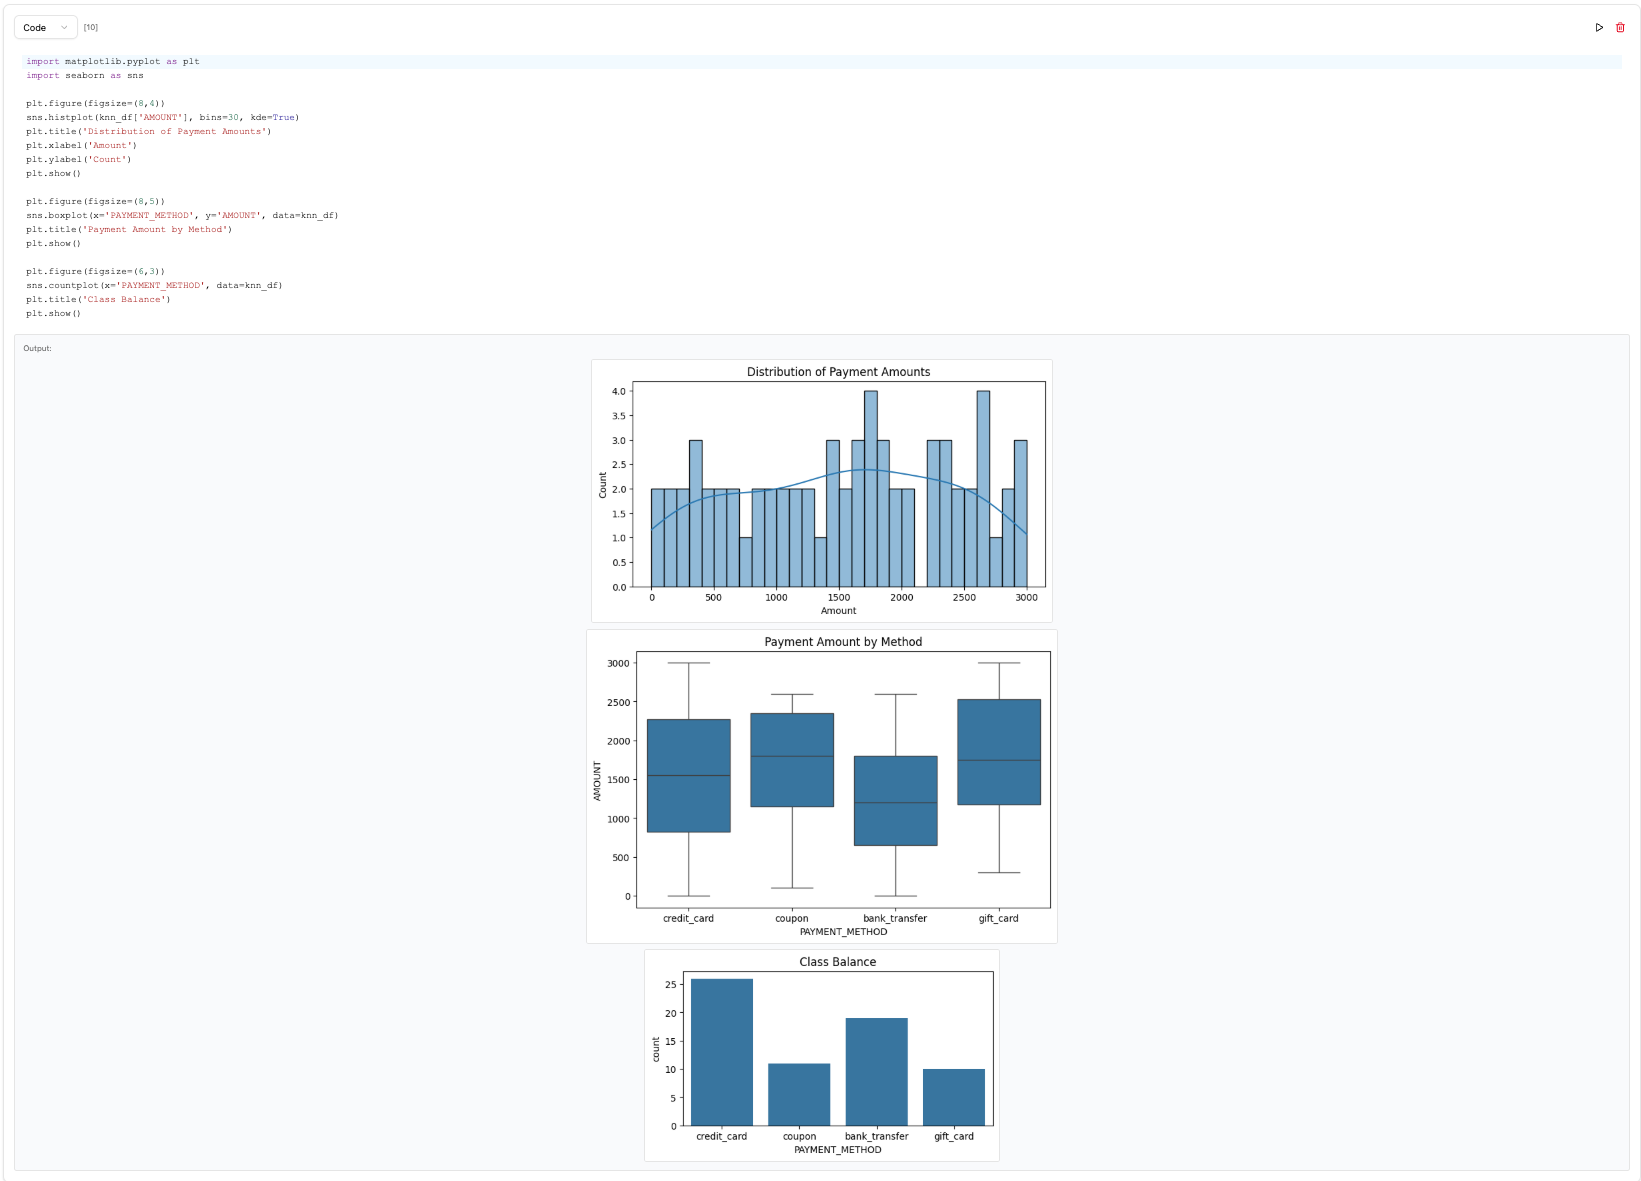 Code [10]
import matplotlib.pyplot as plt
import seaborn as sns
plt.figure(figsize=(8,4))
sns.histplot(knn_df['AMOUNT'], bins=30, kde=True)
plt.title('Distribution of Payment Amounts')
plt.xlabel('Amount')
plt.ylabel('Count')
plt.show()
plt.figure(figsize=(8,5))
sns.boxplot(x='PAYMENT_METHOD', y='AMOUNT', data=knn_df)
plt.title('Payment Amount by Method')
plt.show()
plt.figure(figsize=(6,3))
sns.countplot(x='PAYMENT_METHOD', data=knn_df)
plt.title('Class Balance')
plt.show()
Output:
Distribution of Payment Amounts
4.0
3.5
3.0
2.5
2.0
1.5
1.0
0.5
0.0
Count
0 500 1000 1500 2000 2500 3000
Amount
Payment Amount by Method
3000
2500
2000
1500
1000
500
0
AMOUNT
credit_card coupon bank_transfer gift_card
PAYMENT_METHOD
Class Balance
25
20
15
10
5
0
count
credit_card coupon bank_transfer gift_card
PAYMENT_METHOD